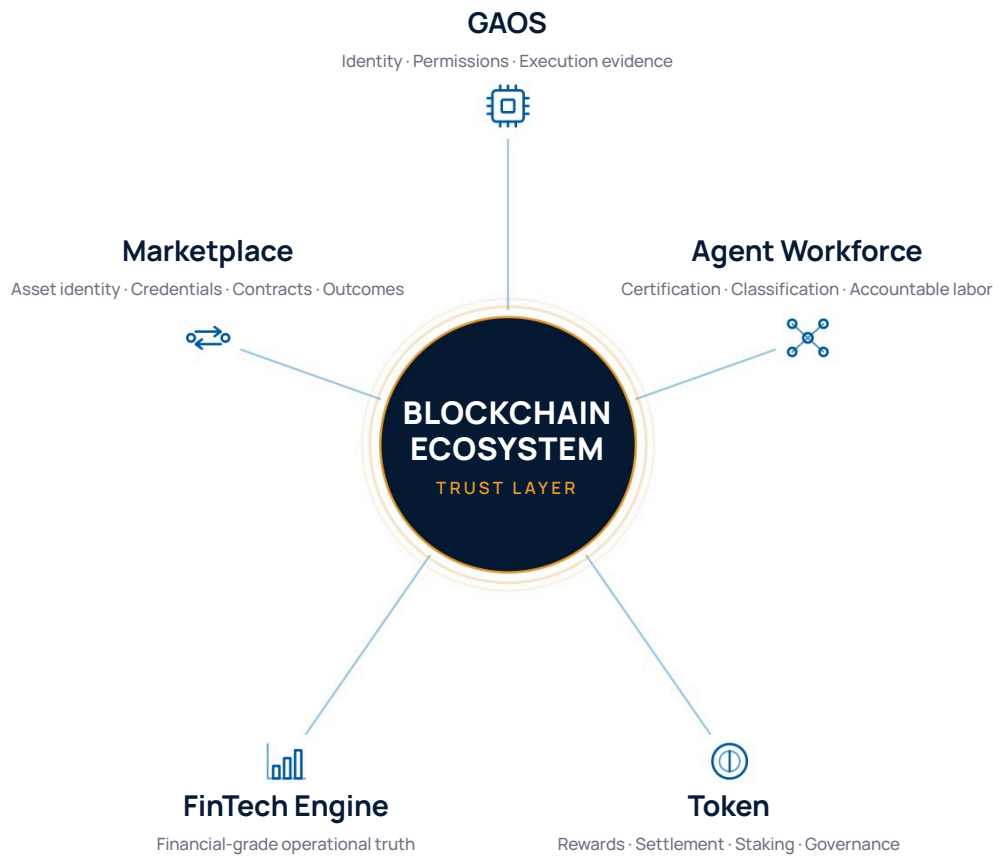 GAOS
Identity · Permissions · Execution evidence
Marketplace
Asset identity · Credentials · Contracts · Outcomes
Agent Workforce
Certification · Classification · Accountable labor
BLOCKCHAIN
ECOSYSTEM
TRUST LAYER
FinTech Engine
Financial-grade operational truth
Token
Rewards · Settlement · Staking · Governance